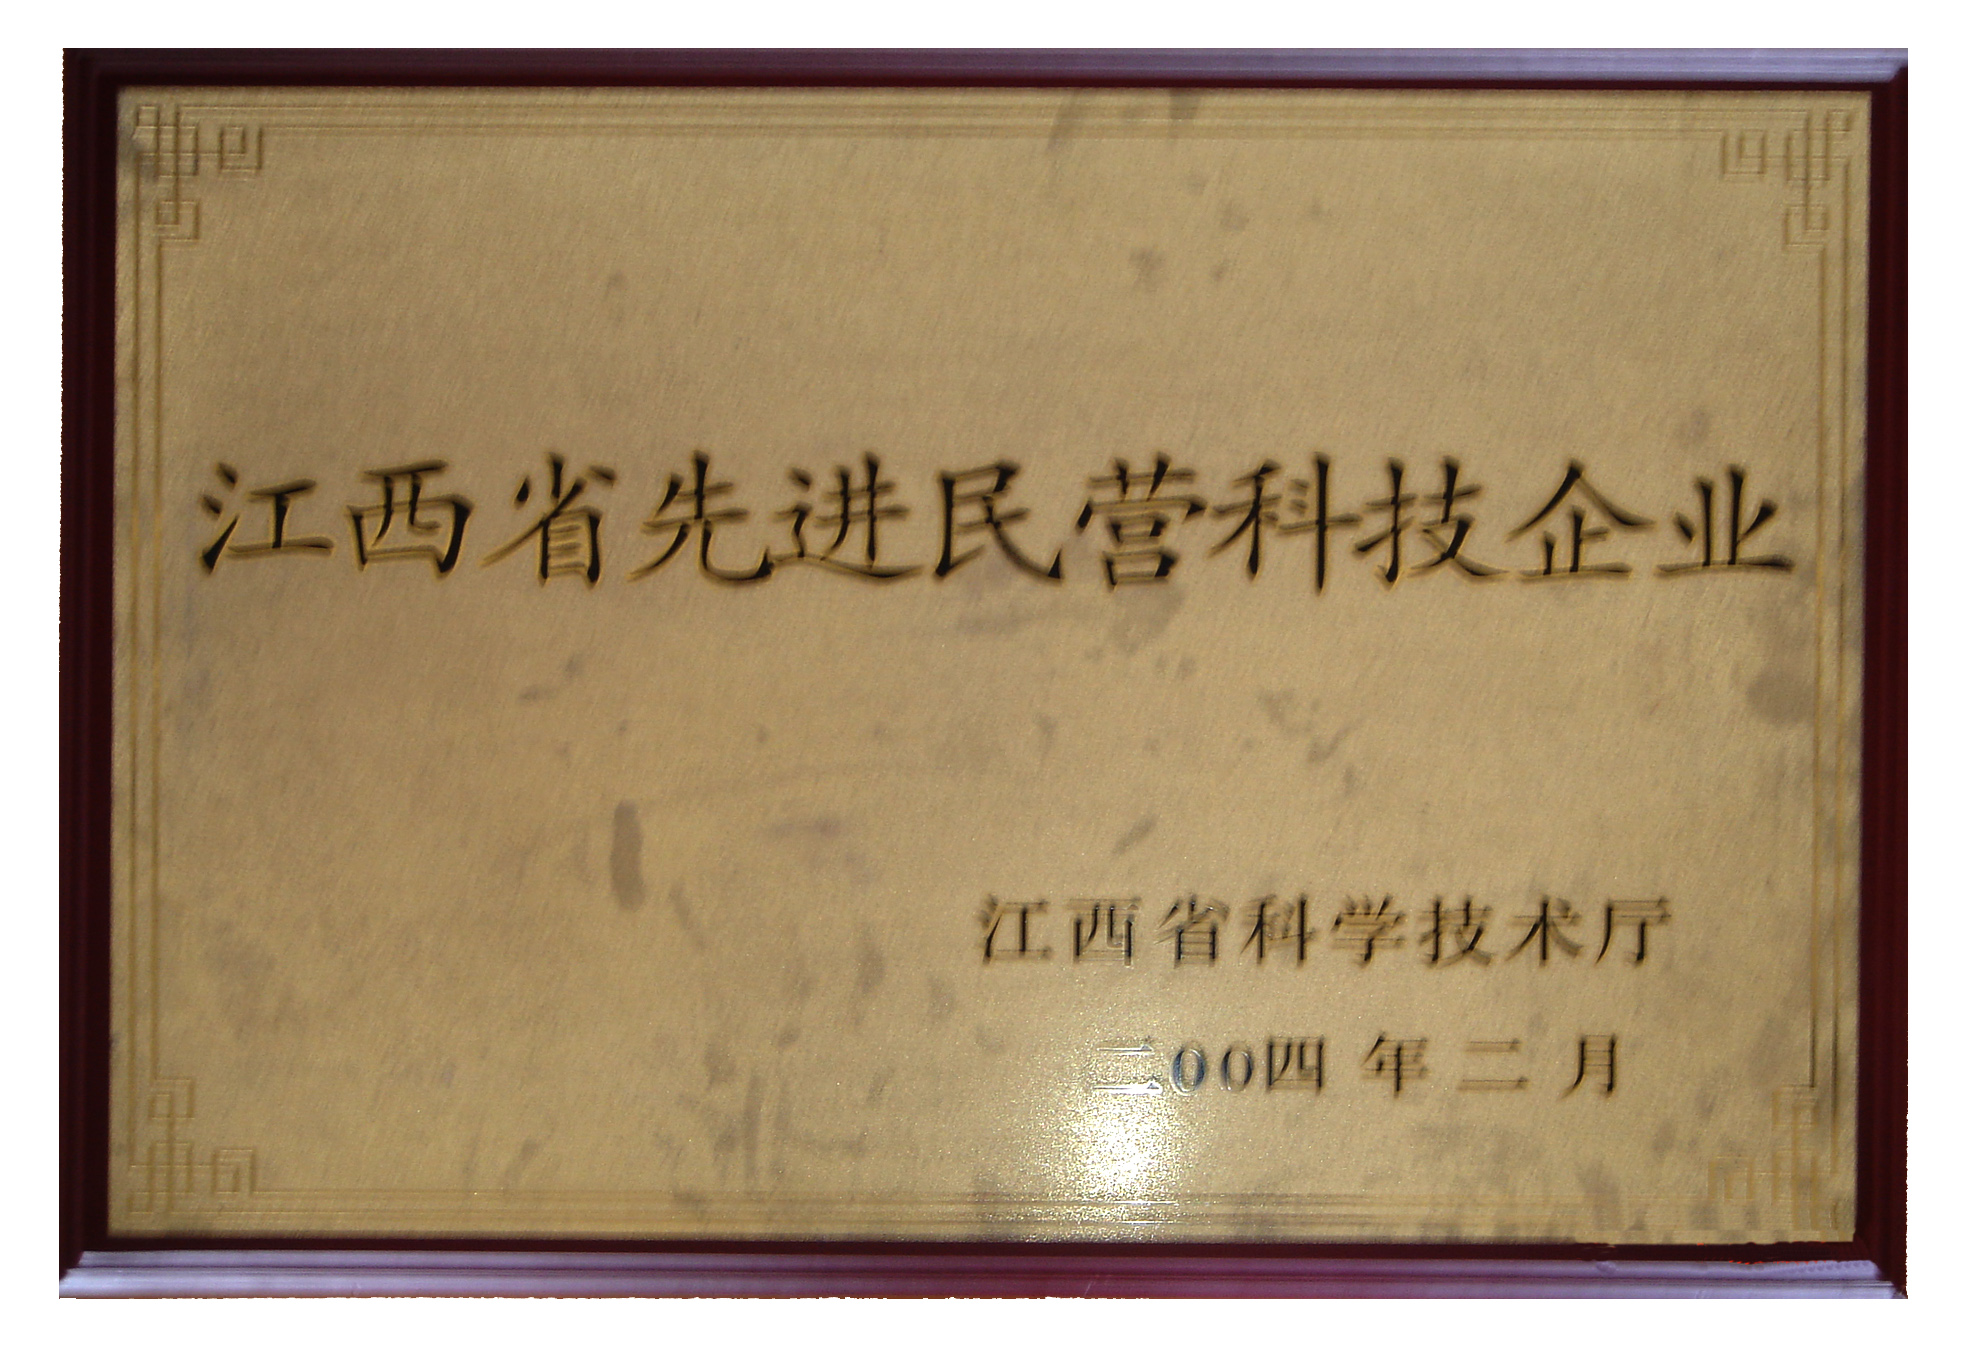 江西省先进民营科技企业
江西省科学技术厅
二00四年二月